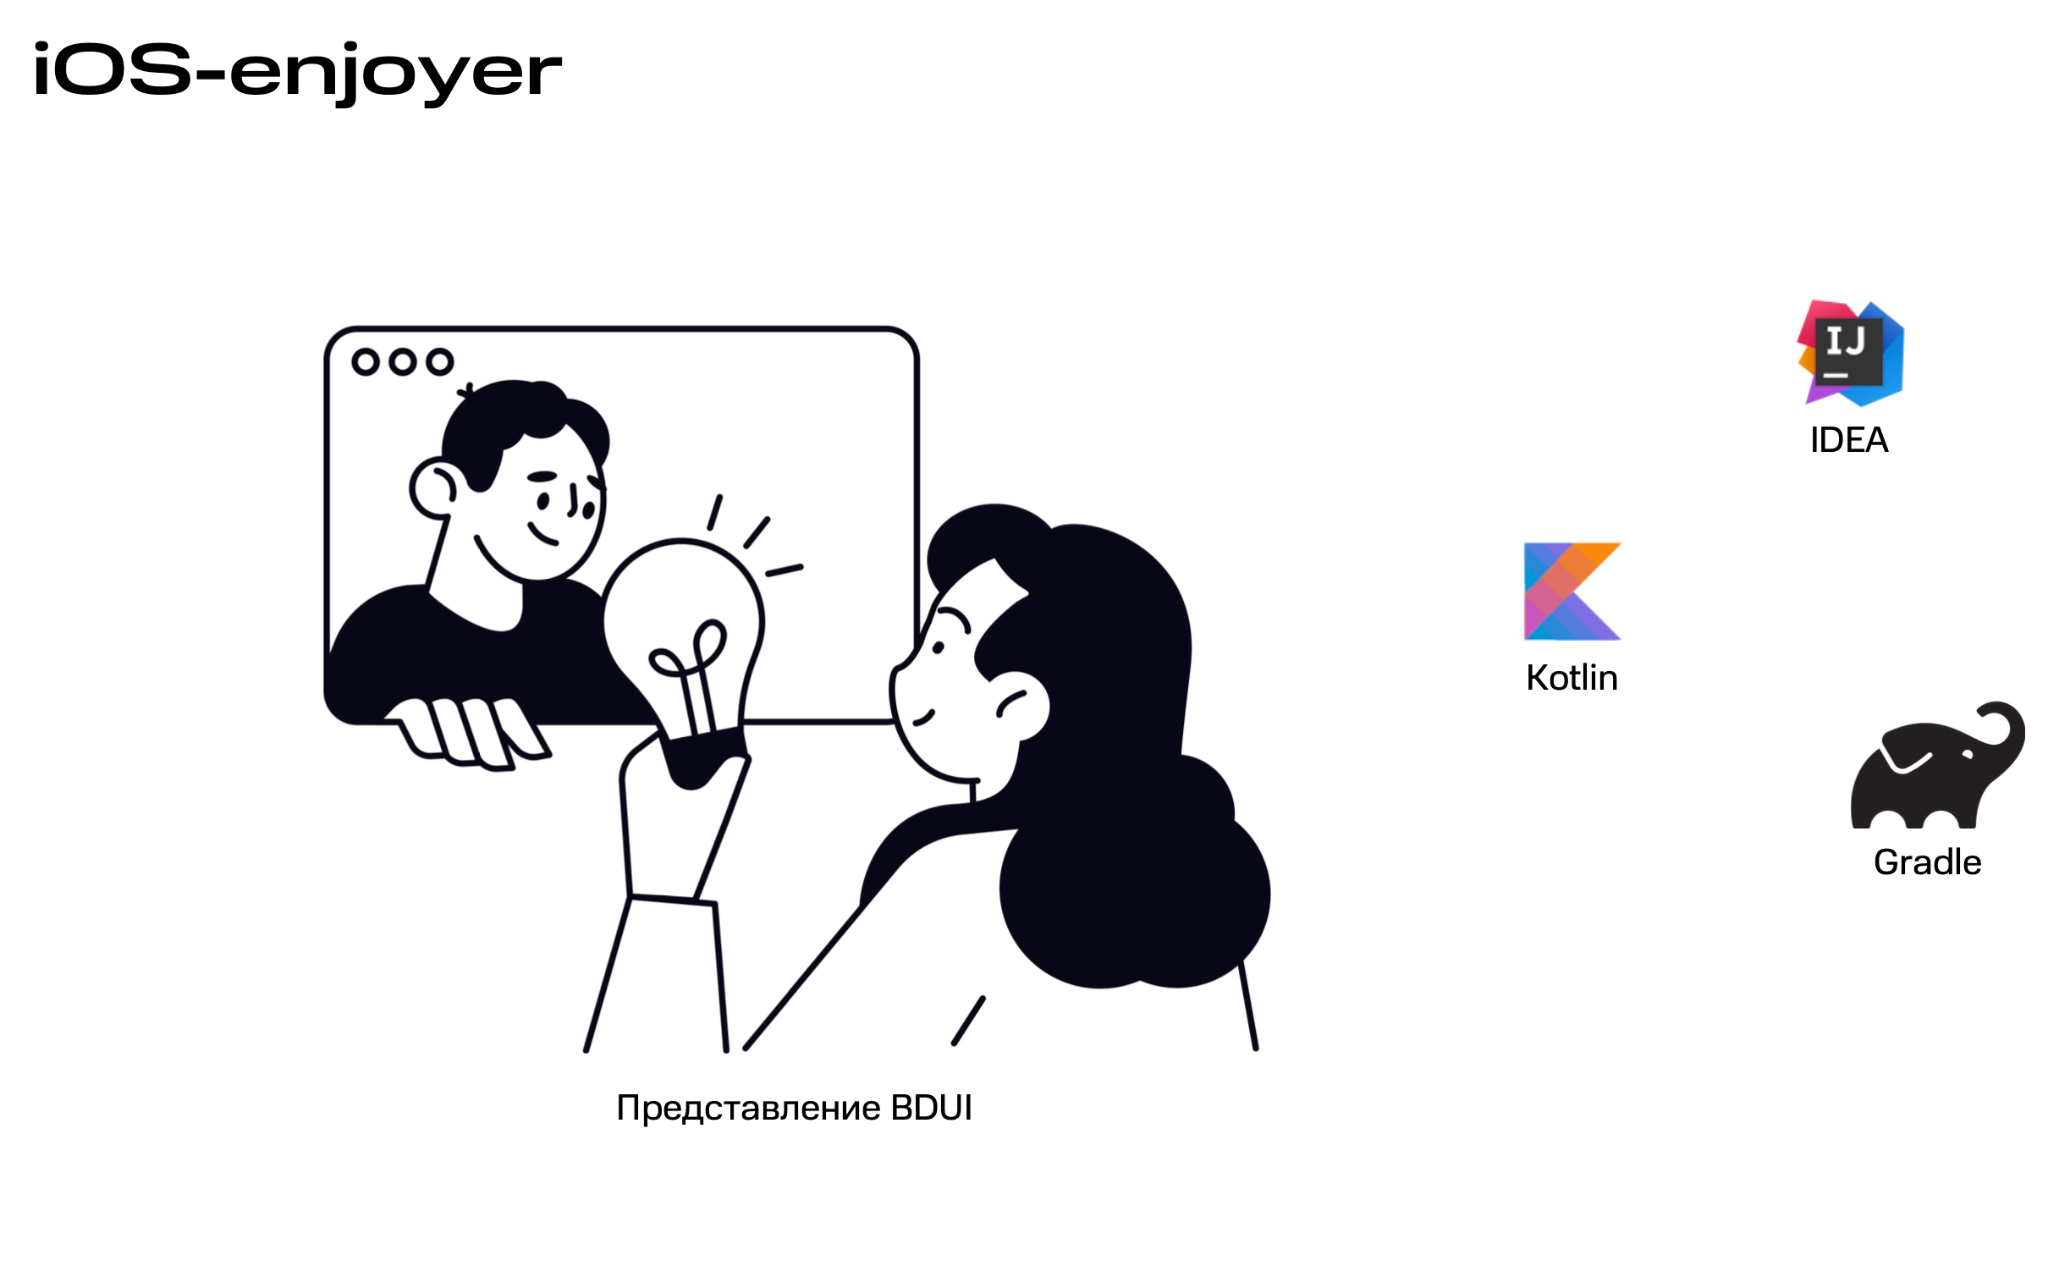 iOS-enjoyer
IJ
IDEA
Kotlin
Gradle
Представление BDUI